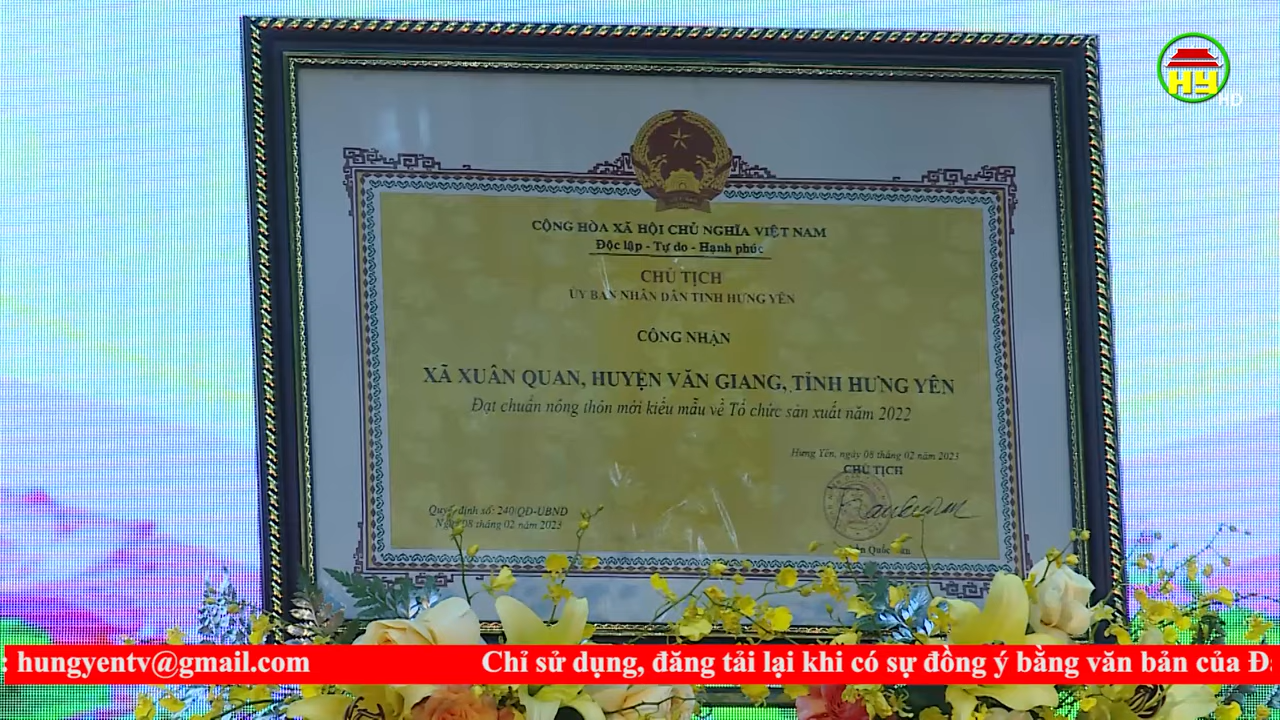 HY
HD
CỘNG HÒA XÃ HỘI CHỦ NGHĨA VIỆT NAM
Độc lập - Tự do - Hạnh phúc
CHỦ TỊCH
ỦY BAN NHÂN DÂN TỈNH HƯNG YÊN
CÔNG NHẬN
XÃ XUÂN QUAN, HUYỆN VĂN GIANG, TỈNH HƯNG YÊN
Đạt chuẩn nông thôn mới kiểu mẫu về Tổ chức sản xuất năm 2022
Hưng Yên, ngày 08 tháng 02 năm 2023
CHỦ TỊCH
Quyết định số: 240/QĐ-UBND
Ngày 08 tháng 02 năm 2023
Quốc
: hungyentv@gmail.com Chỉ sử dụng, đăng tải lại khi có sự đồng ý bằng văn bản của